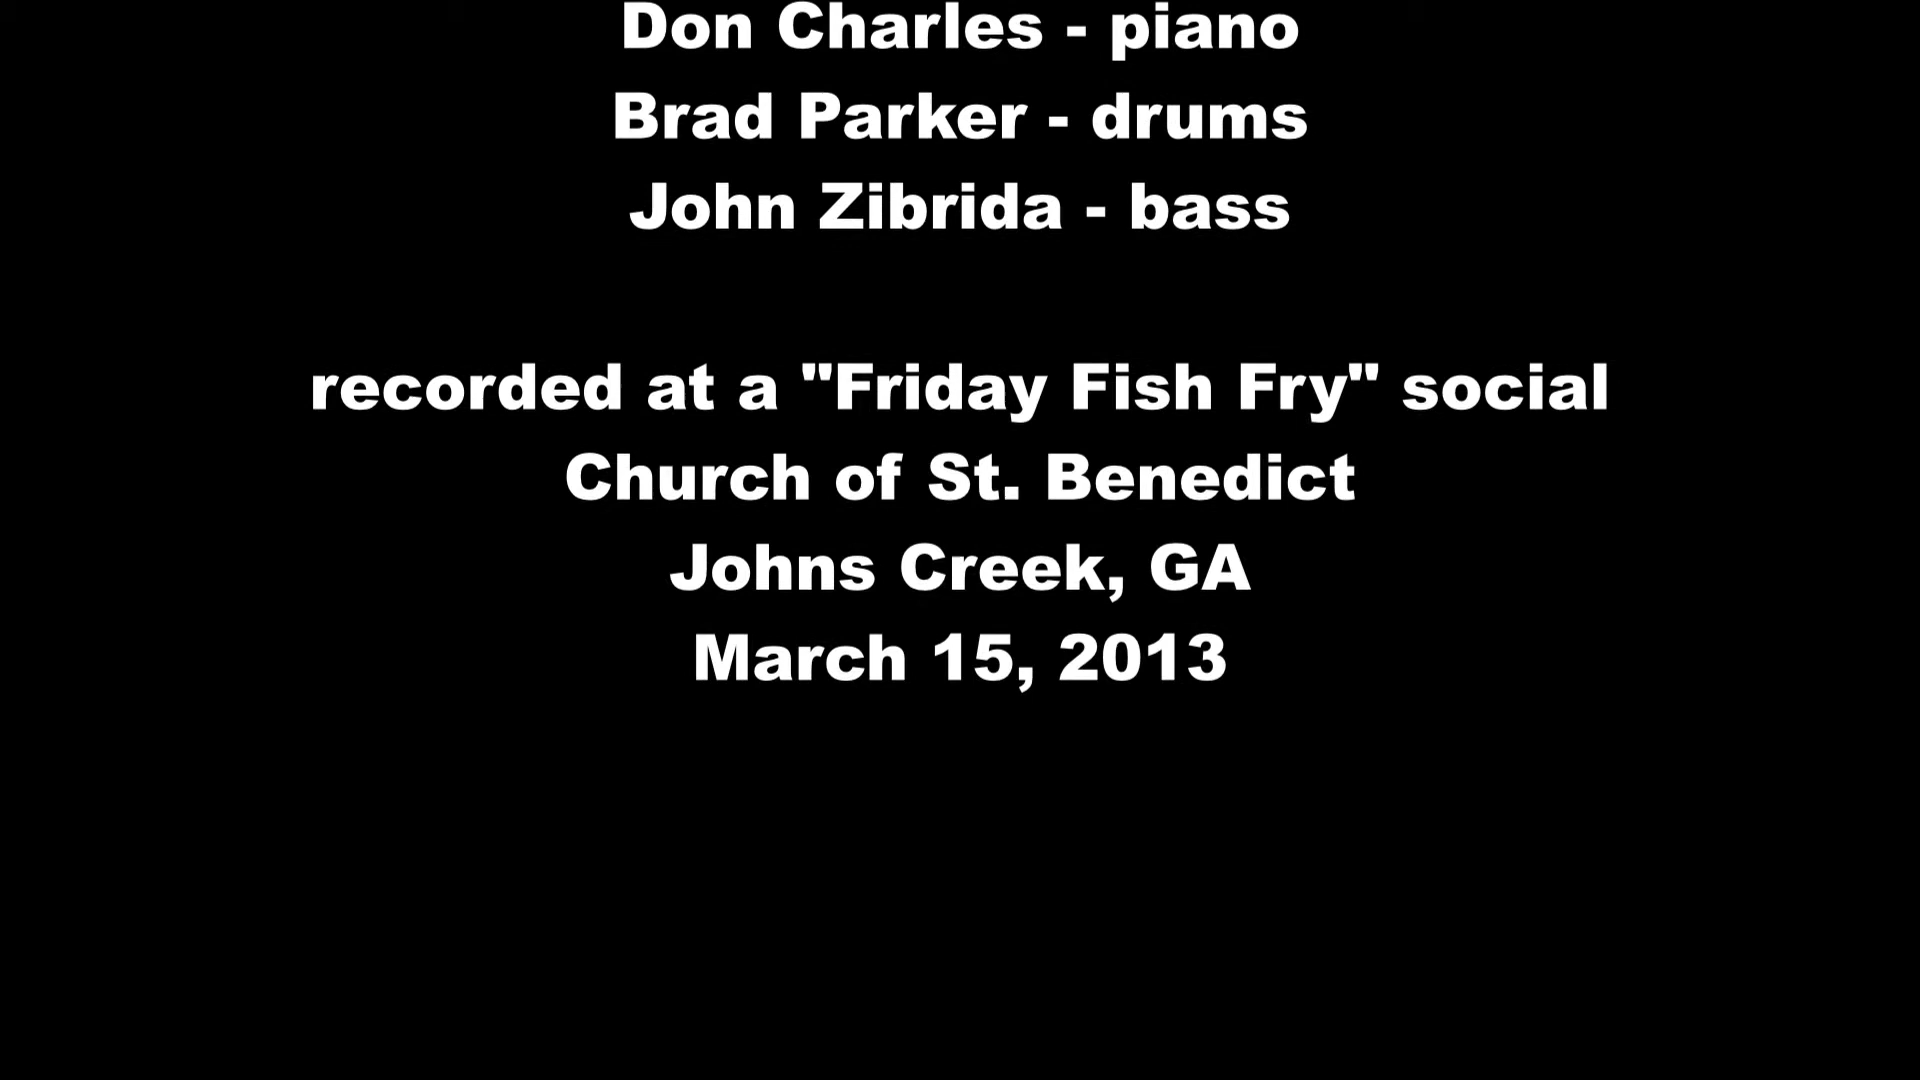 Don Charles - piano
Brad Parker - drums
John Zibrida - bass
recorded at a "Friday Fish Fry" social
Church of St. Benedict
Johns Creek, GA
March 15, 2013